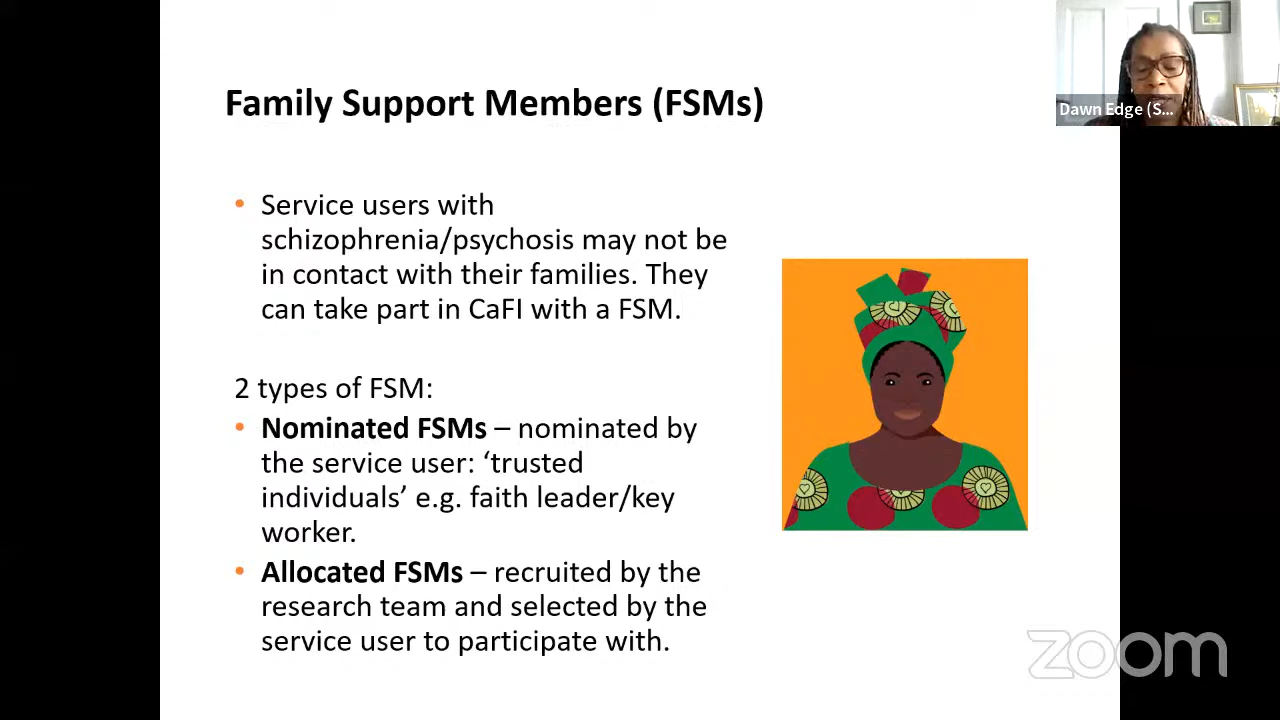 Family Support Members (FSMs)
Dawn Edge (S...
• Service users with
schizophrenia/psychosis may not be
in contact with their families. They
can take part in CaFI with a FSM.
2 types of FSM:
• Nominated FSMs – nominated by
the service user: ‘trusted
individuals’ e.g. faith leader/key
worker.
• Allocated FSMs – recruited by the
research team and selected by the
service user to participate with.
zoom